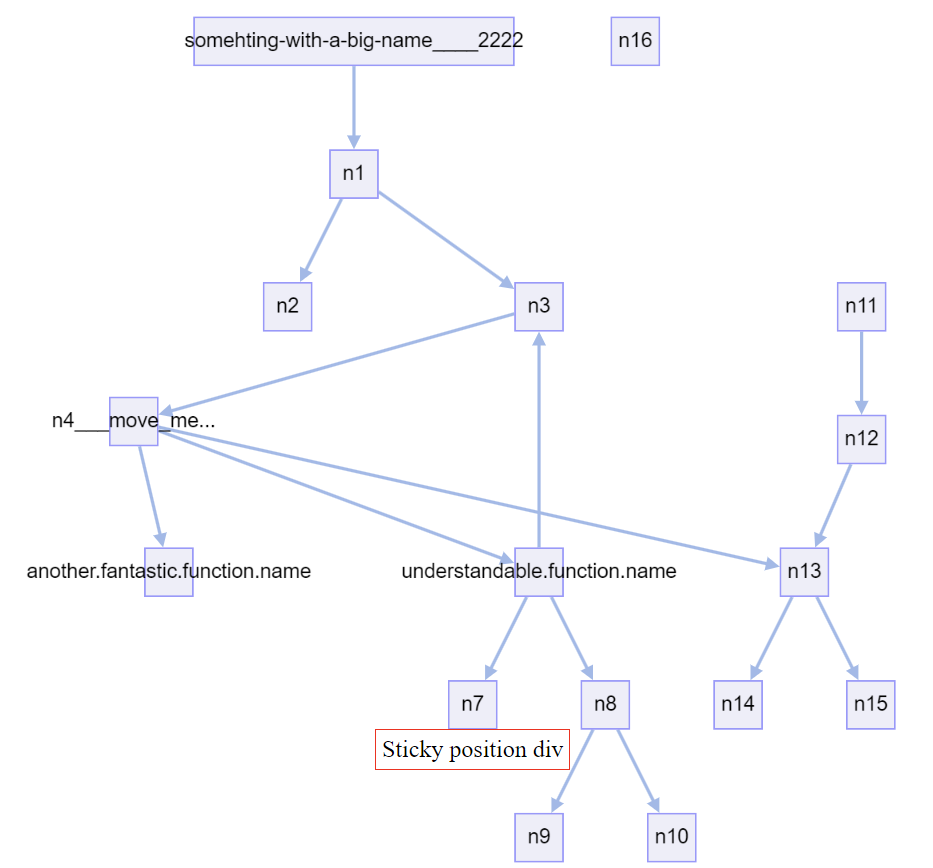 somehting-with-a-big-name____2222
n16
n1
n2
n3
n11
n4___move_me...
n12
another.fantastic.function.name
understandable.function.name
n13
n7
n8
n14
n15
Sticky position div
n9
n10